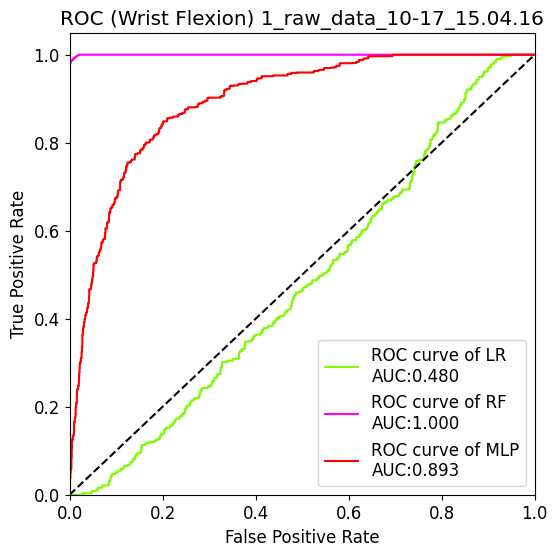 ROC (Wrist Flexion) 1_raw_data_10-17_15.04.16
1.0
0.8
0.6
0.4
0.2
0.0
True Positive Rate
ROC curve of LR
AUC:0.480
ROC curve of RF
AUC:1.000
ROC curve of MLP
AUC:0.893
0.0 0.2 0.4 0.6 0.8 1.0
False Positive Rate